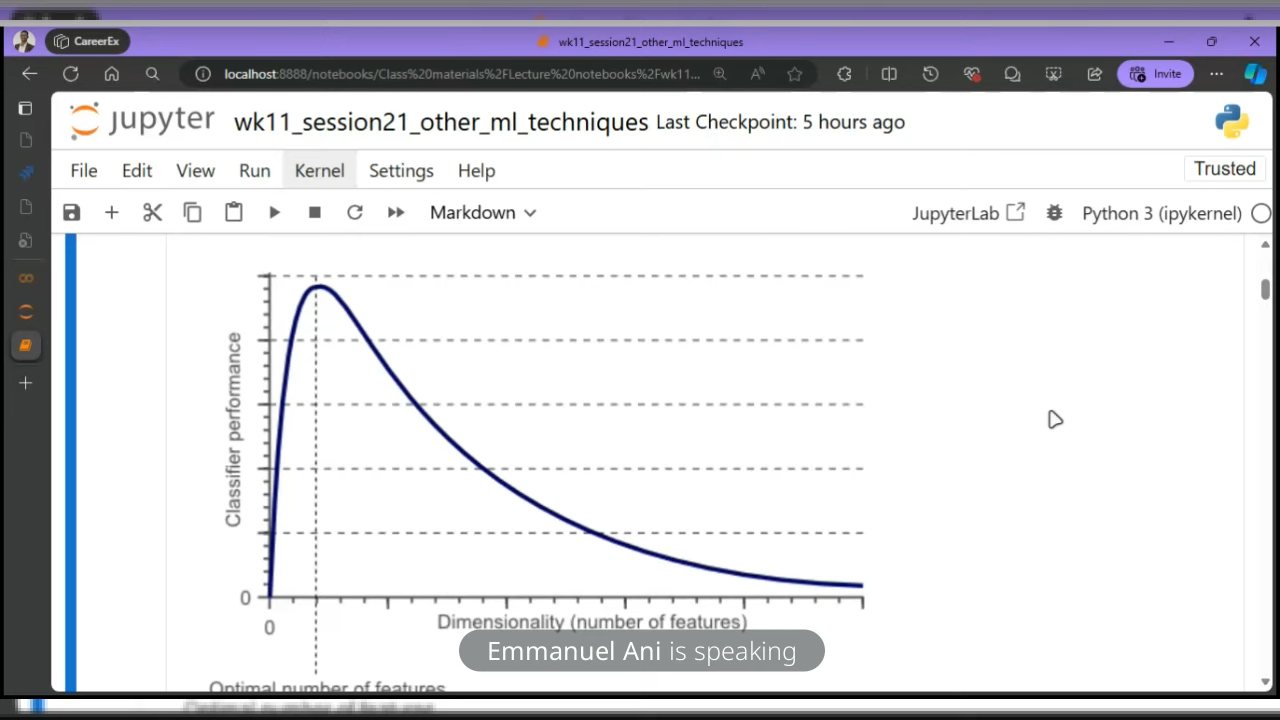 CareerEx
wk11_session21_other_ml_techniques
localhost:8888/notebooks/Class%20materials%2FLecture%20notebooks%2Fwk11...
Invite
jupyter wk11_session21_other_ml_techniques Last Checkpoint: 5 hours ago
File Edit View Run Kernel Settings Help
Trusted
Markdown
JupyterLab
Python 3 (ipykernel)
Classifier performance
0
0
Dimensionality (number of features)
Emmanuel Ani is speaking
Optimal number of features